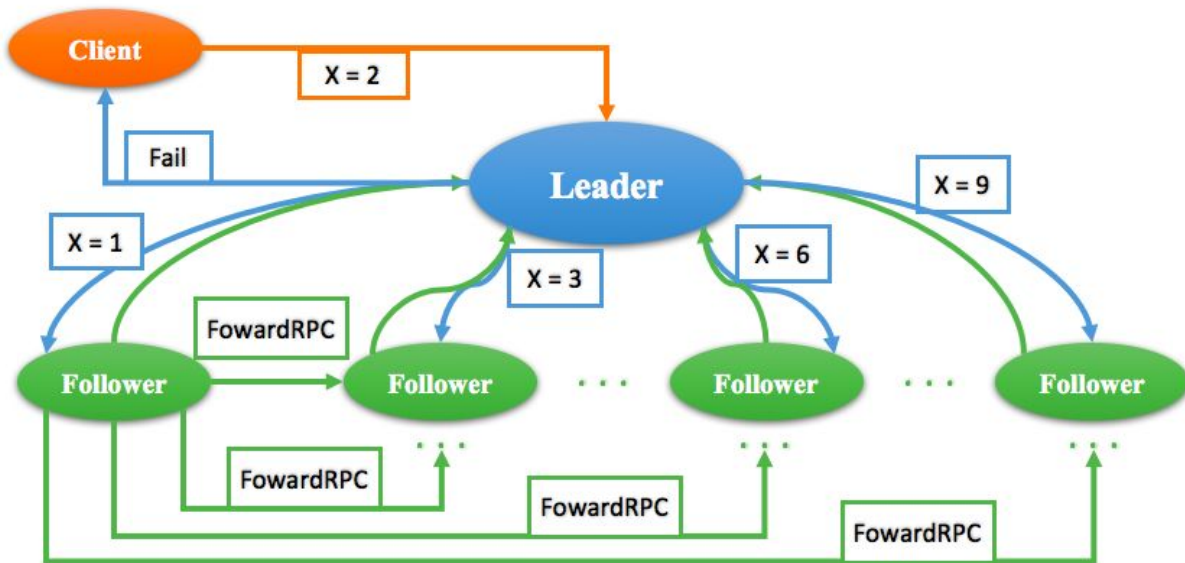 Client
X = 2
Fail
Leader
X = 9
X = 1
X = 6
X = 3
FowardRPC
Follower
Follower
. . .
Follower
. . .
Follower
. . .
. . .
. . .
FowardRPC
FowardRPC
FowardRPC